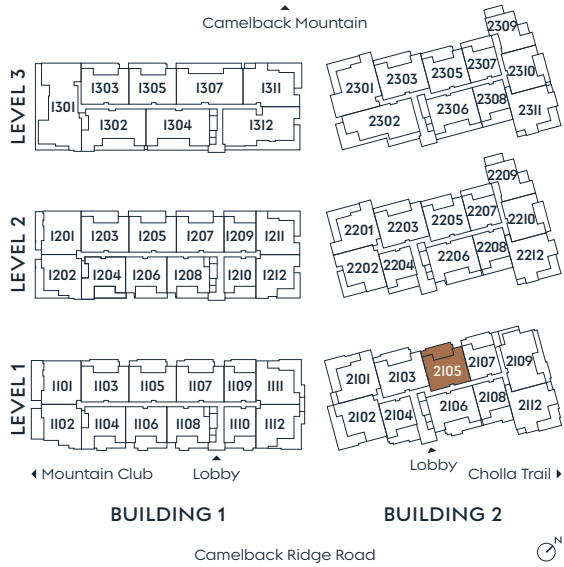 Camelback Mountain
LEVEL 3
1301 1303 1305 1307 1311
1302 1304 1312
2301 2303 2305 2307 2309 2310
2302 2306 2308 2311
LEVEL 2
1201 1203 1205 1207 1209 1211
1202 1204 1206 1208 1210 1212
2201 2203 2205 2207 2209 2210
2202 2204 2206 2208 2212
LEVEL 1
1101 1103 1105 1107 1109 1111
1102 1104 1106 1108 1110 1112
2101 2103 2105 2107 2109
2102 2104 2106 2108 2112
Mountain Club Lobby
Lobby Cholla Trail
BUILDING 1 BUILDING 2
Camelback Ridge Road
N